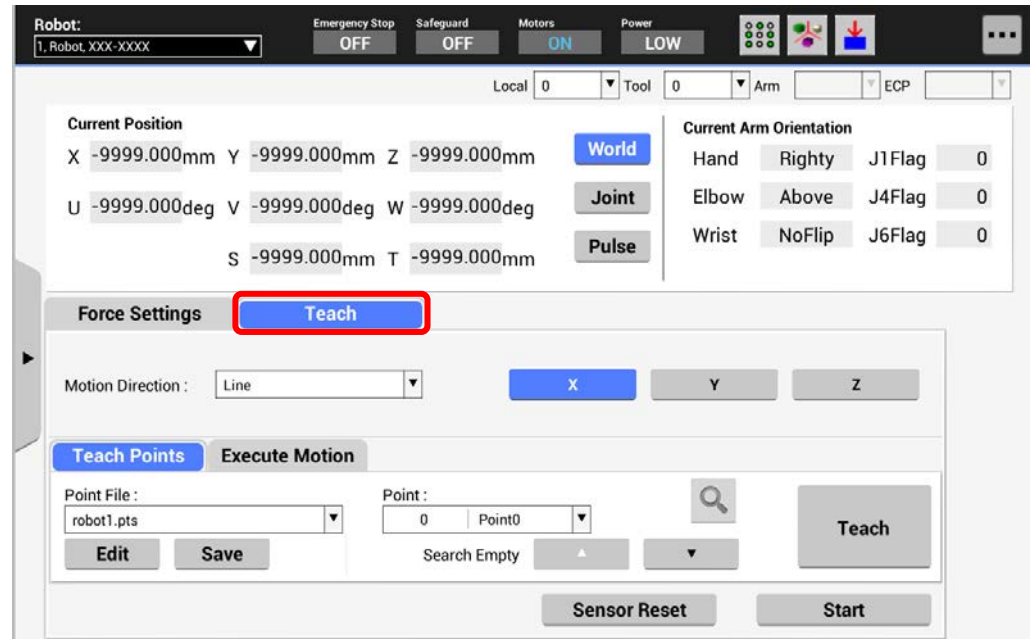 Robot: Emergency Stop Safeguard Motors Power
1, Robot, XXX-XXXX OFF OFF ON LOW
Local 0 Tool 0 Arm ECP
Current Position Current Arm Orientation
X -9999.000mm Y -9999.000mm Z -9999.000mm World Hand Righty J1Flag 0
U -9999.000deg V -9999.000deg W -9999.000deg Joint Elbow Above J4Flag 0
S -9999.000mm T -9999.000mm Pulse Wrist NoFlip J6Flag 0
Force Settings Teach
Motion Direction : Line X Y Z
Teach Points Execute Motion
Point File : Point :
robot1.pts 0 Point0 Teach
Edit Save Search Empty
Sensor Reset Start